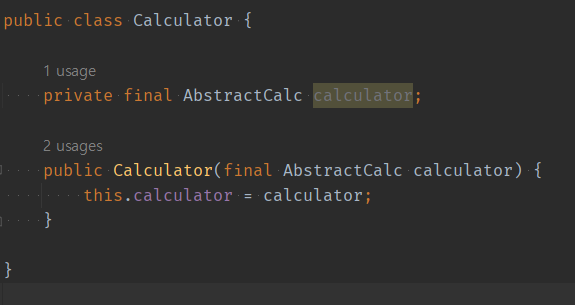 public class Calculator {
1 usage
private final AbstractCalc calculator;
2 usages
public Calculator(final AbstractCalc calculator) {
this.calculator = calculator;
}
}